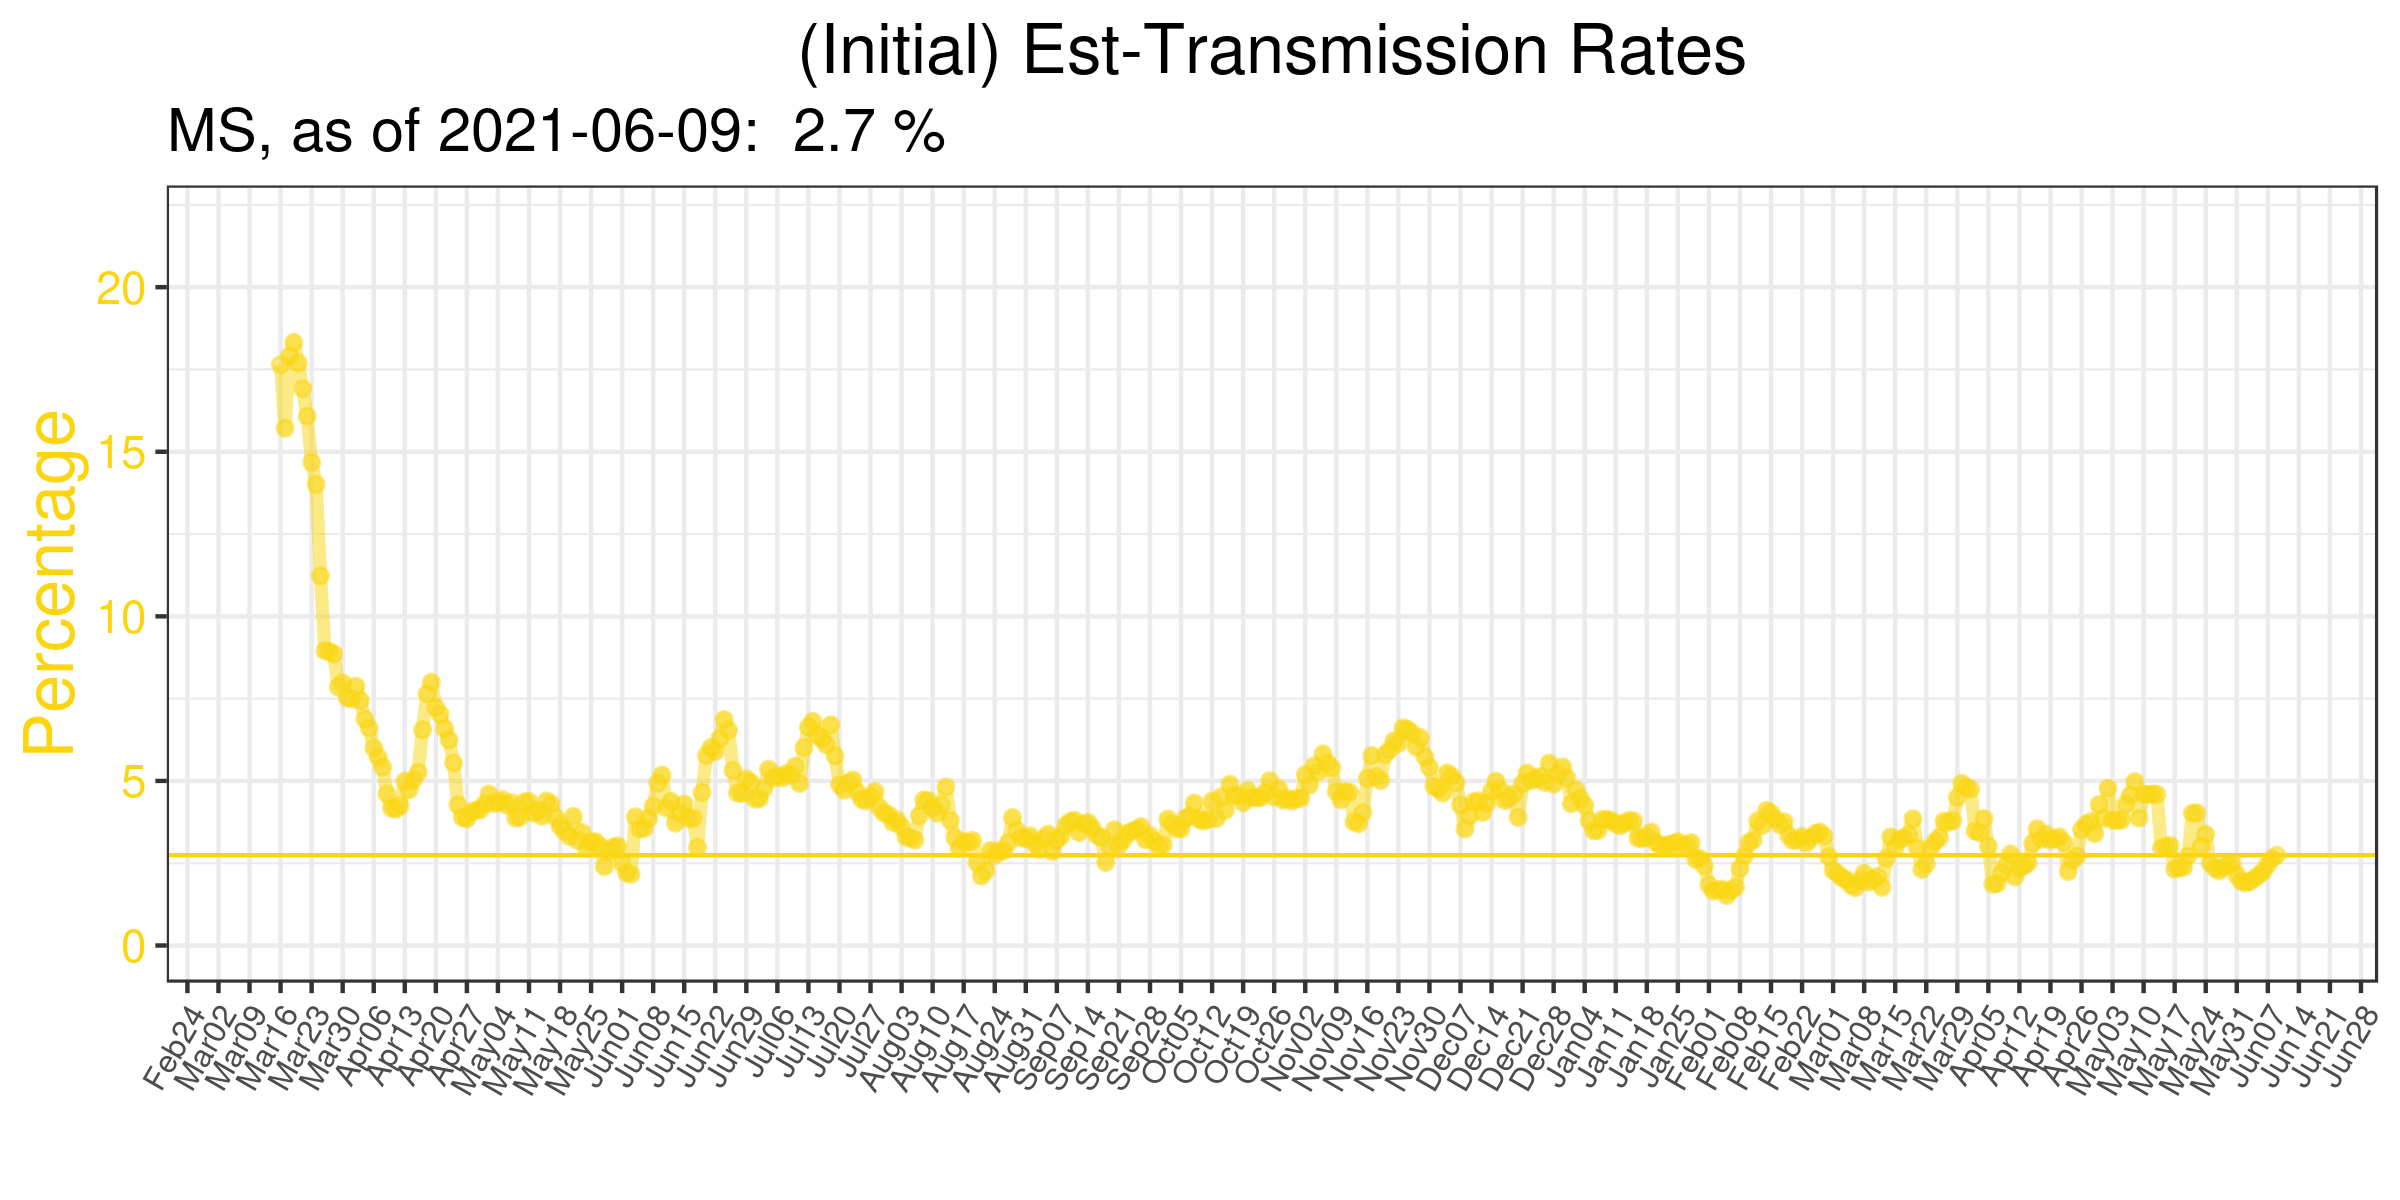 (Initial) Est-Transmission Rates
MS, as of 2021-06-09:  2.7 %
Percentage
20
15
10
5
0
Feb24
Mar02
Mar09
Mar16
Mar23
Mar30
Apr06
Apr13
Apr20
Apr27
May04
May11
May18
May25
Jun01
Jun08
Jun15
Jun22
Jun29
Jul06
Jul13
Jul20
Jul27
Aug03
Aug10
Aug17
Aug24
Aug31
Sep07
Sep14
Sep21
Sep28
Oct05
Oct12
Oct19
Oct26
Nov02
Nov09
Nov16
Nov23
Nov30
Dec07
Dec14
Dec21
Dec28
Jan04
Jan11
Jan18
Jan25
Feb01
Feb08
Feb15
Feb22
Mar01
Mar08
Mar15
Mar22
Mar29
Apr05
Apr12
Apr19
Apr26
May03
May10
May17
May24
May31
Jun07
Jun14
Jun21
Jun28